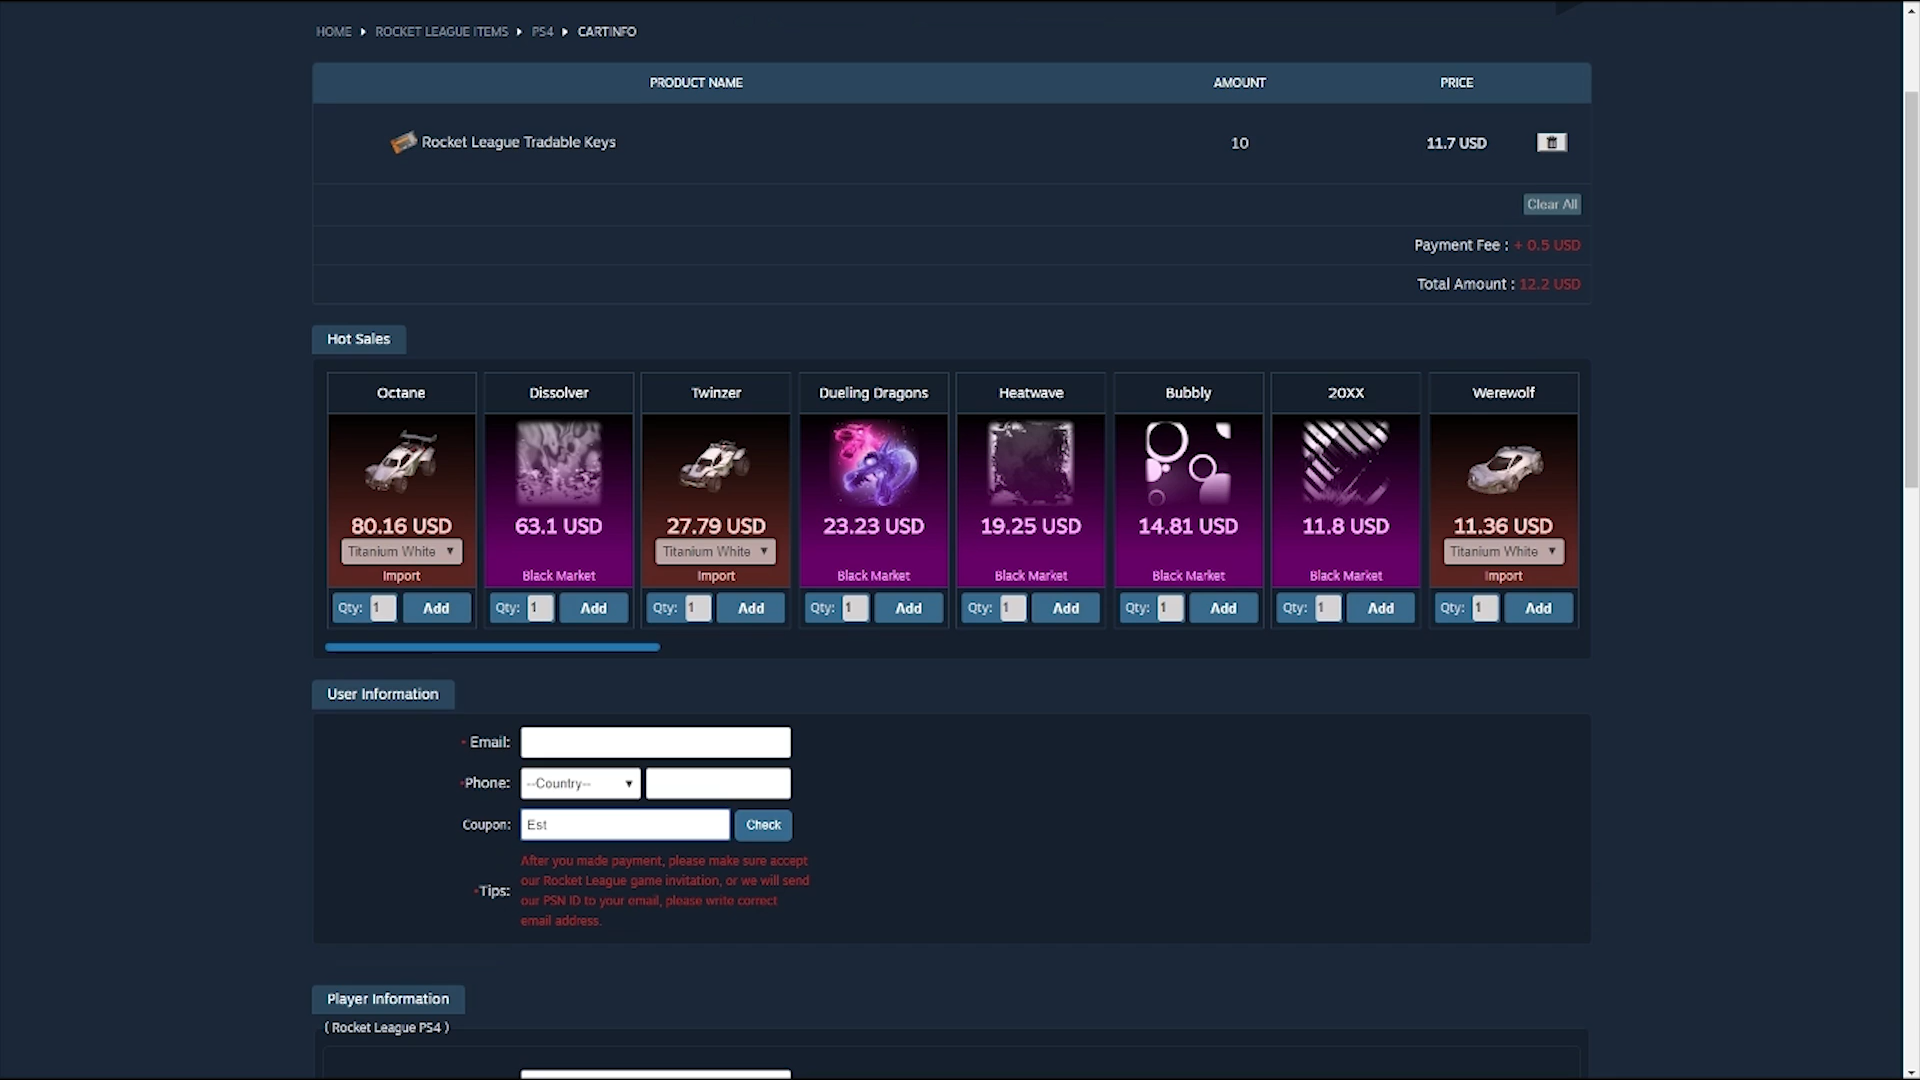 HOME ROCKET LEAGUE ITEMS PS4 CARTINFO
PRODUCT NAME AMOUNT PRICE
Rocket League Tradable Keys 10 11.7 USD
Clear All
Payment Fee : + 0.5 USD
Total Amount : 12.2 USD
Hot Sales
Octane Dissolver Twinzer Dueling Dragons Heatwave Bubbly 20XX Werewolf
80.16 USD 63.1 USD 27.79 USD 23.23 USD 19.25 USD 14.81 USD 11.8 USD 11.36 USD
Titanium White Titanium White Titanium White
Import Black Market Import Black Market Black Market Black Market Black Market Import
Qty: 1 Add Qty: 1 Add Qty: 1 Add Qty: 1 Add Qty: 1 Add Qty: 1 Add Qty: 1 Add Qty: 1 Add
User Information
* Email:
*Phone: --Country--
Coupon: Est Check
*Tips:
After you made payment, please make sure accept
our Rocket League game invitation, or we will send
our PSN ID to your email, please write correct
email address.
Player Information
( Rocket League PS4 )